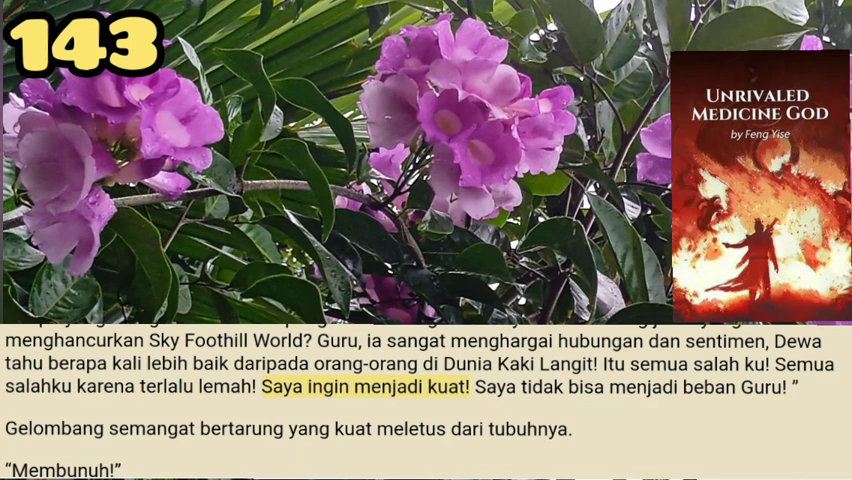 143
UNRIVALED
MEDICINE GOD
by Feng Yise
menghancurkan Sky Foothill World? Guru, ia sangat menghargai hubungan dan sentimen, Dewa
tahu berapa kali lebih baik daripada orang-orang di Dunia Kaki Langit! Itu semua salah ku! Semua
salahku karena terlalu lemah! Saya ingin menjadi kuat! Saya tidak bisa menjadi beban Guru! ”
Gelombang semangat bertarung yang kuat meletus dari tubuhnya.
“Membunuh!”